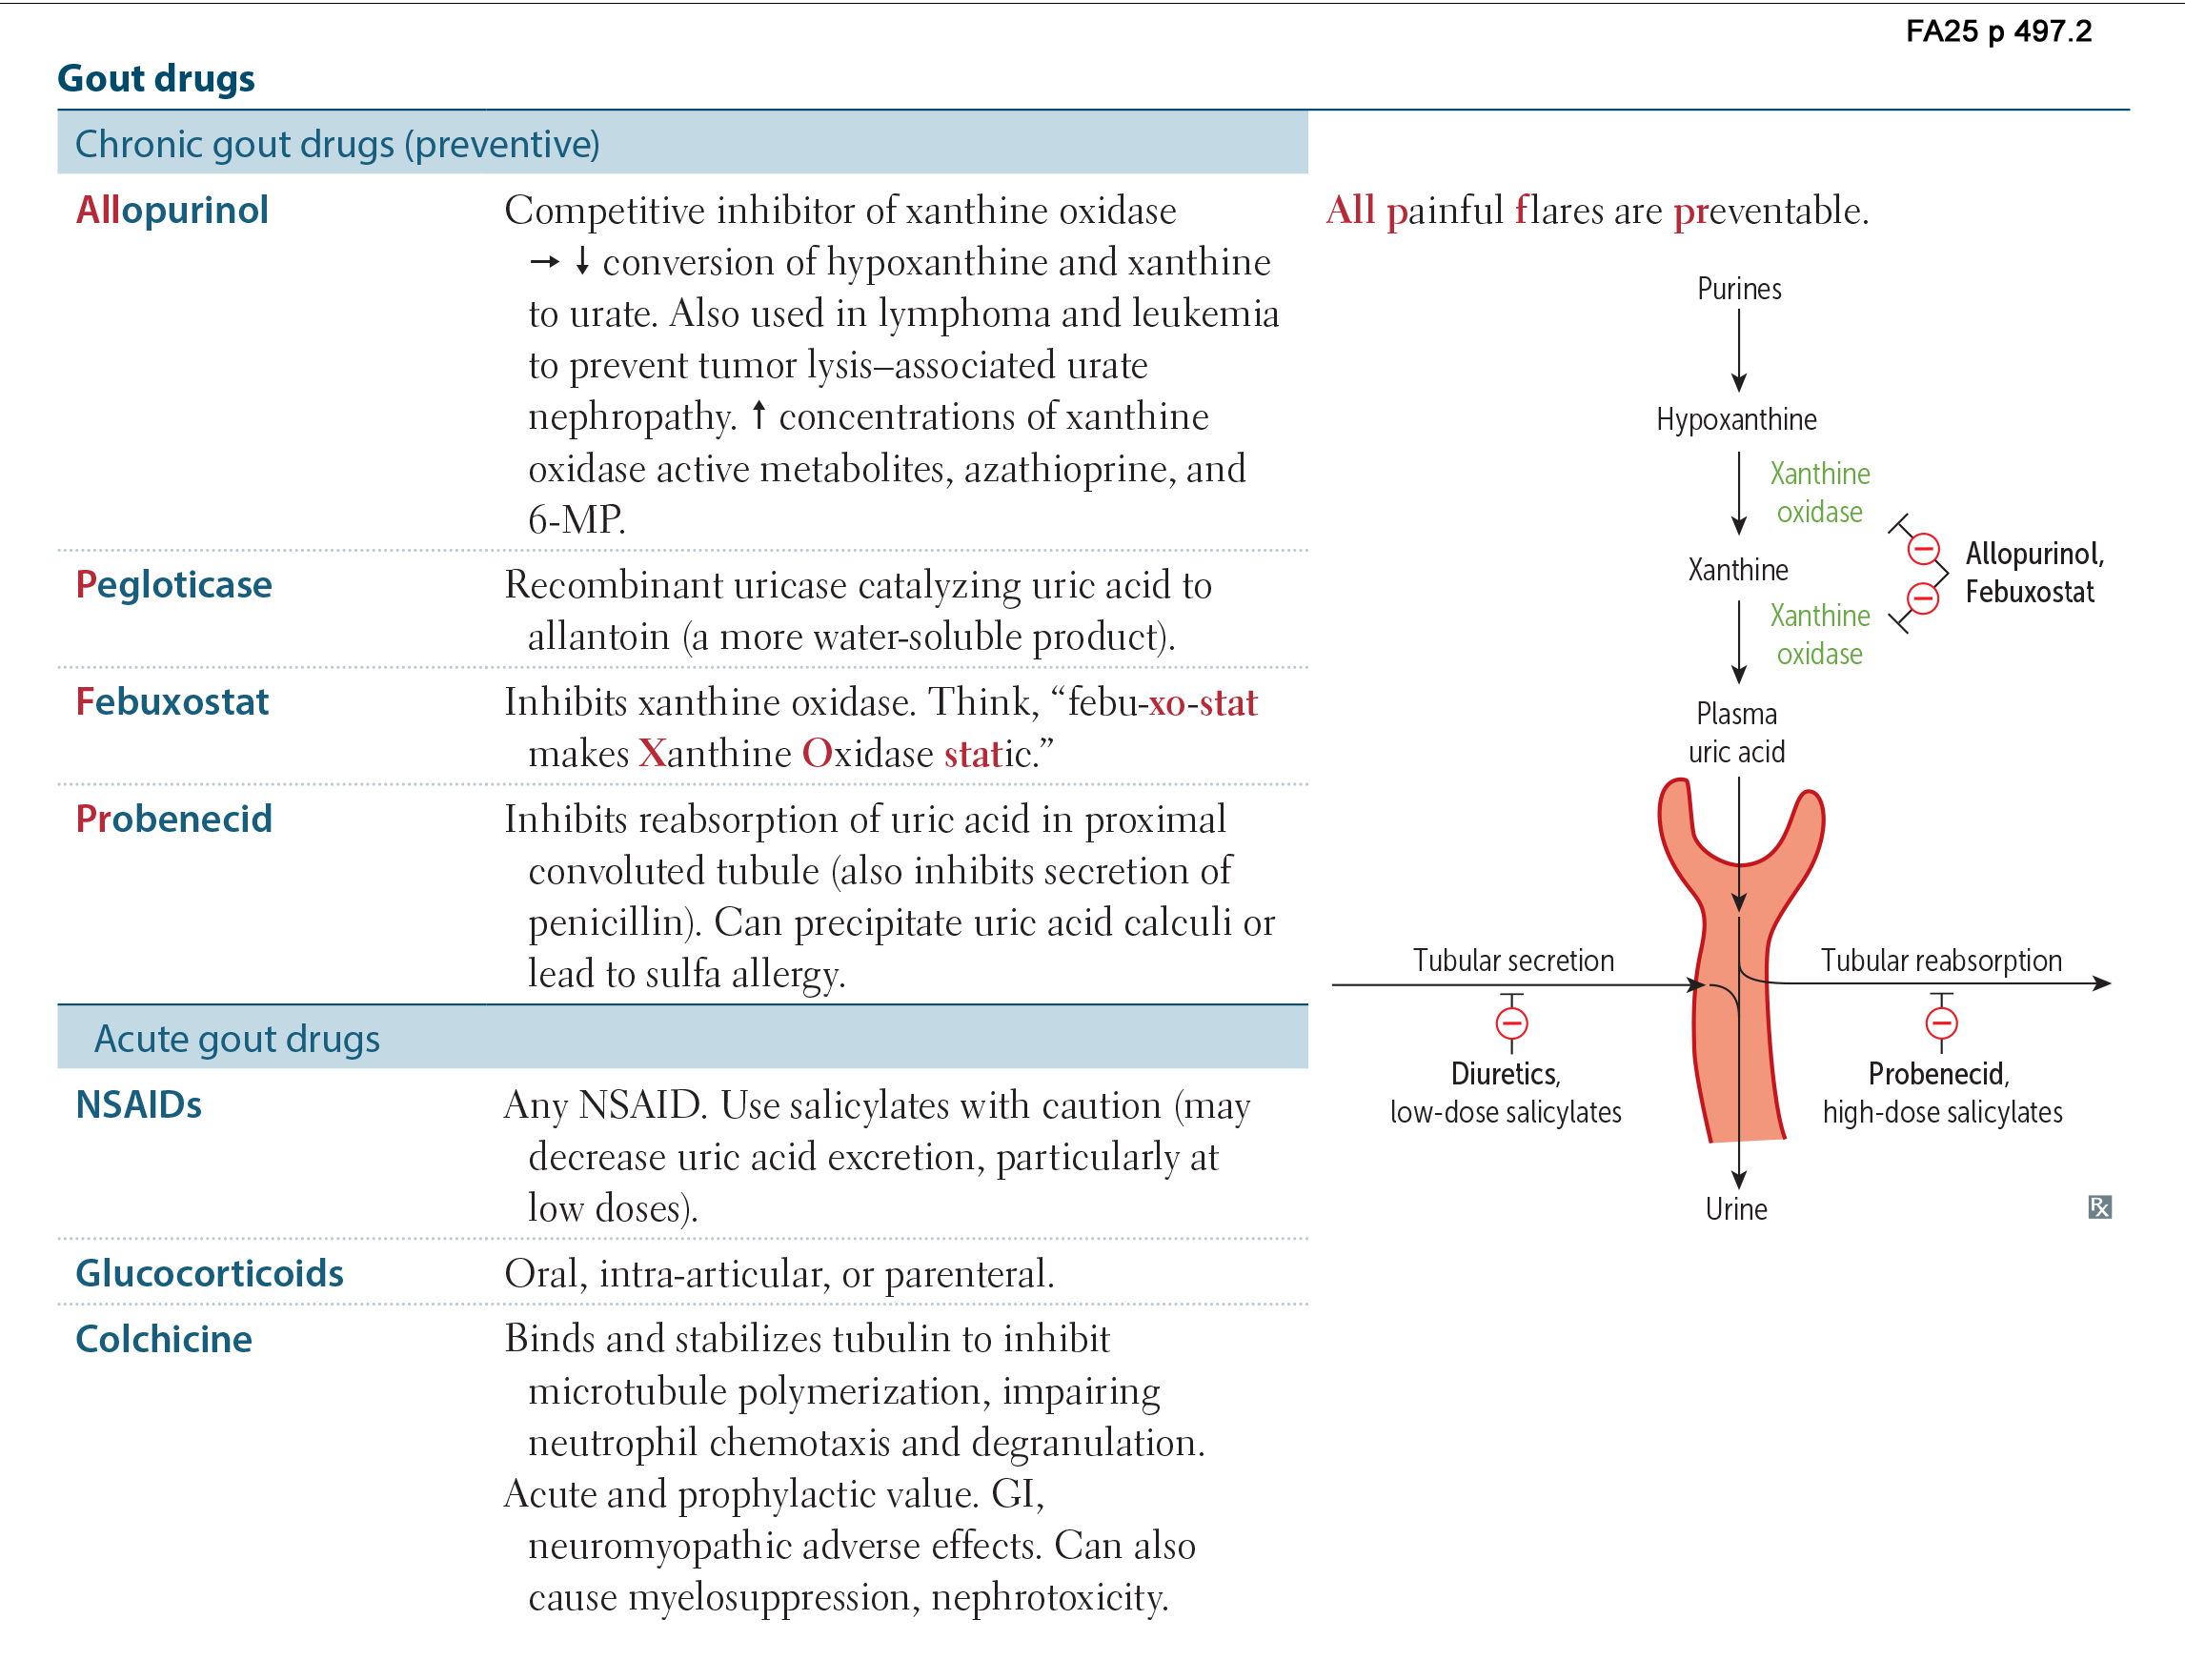 FA25 p 497.2
Gout drugs
Chronic gout drugs (preventive)
Allopurinol
Competitive inhibitor of xanthine oxidase
→ ↓ conversion of hypoxanthine and xanthine
to urate. Also used in lymphoma and leukemia
to prevent tumor lysis–associated urate
nephropathy. ↑ concentrations of xanthine
oxidase active metabolites, azathioprine, and
6-MP.
Pegloticase
Recombinant uricase catalyzing uric acid to
allantoin (a more water-soluble product).
Febuxostat
Inhibits xanthine oxidase. Think, “febu-xo-stat
makes Xanthine Oxidase static.”
Probenecid
Inhibits reabsorption of uric acid in proximal
convoluted tubule (also inhibits secretion of
penicillin). Can precipitate uric acid calculi or
lead to sulfa allergy.
Acute gout drugs
NSAIDs
Any NSAID. Use salicylates with caution (may
decrease uric acid excretion, particularly at
low doses).
Glucocorticoids
Oral, intra-articular, or parenteral.
Colchicine
Binds and stabilizes tubulin to inhibit
microtubule polymerization, impairing
neutrophil chemotaxis and degranulation.
Acute and prophylactic value. GI,
neuromyopathic adverse effects. Can also
cause myelosuppression, nephrotoxicity.
All painful flares are preventable.
Purines
Hypoxanthine
Xanthine
oxidase
Xanthine
Allopurinol,
Febuxostat
Xanthine
oxidase
Plasma
uric acid
Tubular secretion
Tubular reabsorption
Diuretics,
low-dose salicylates
Probenecid,
high-dose salicylates
Urine
Rx